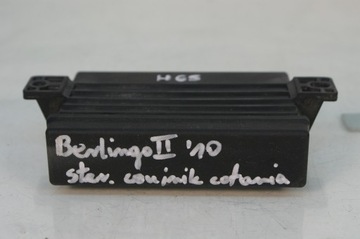 H65
Berlingo II '10
ster. czujnik cofania